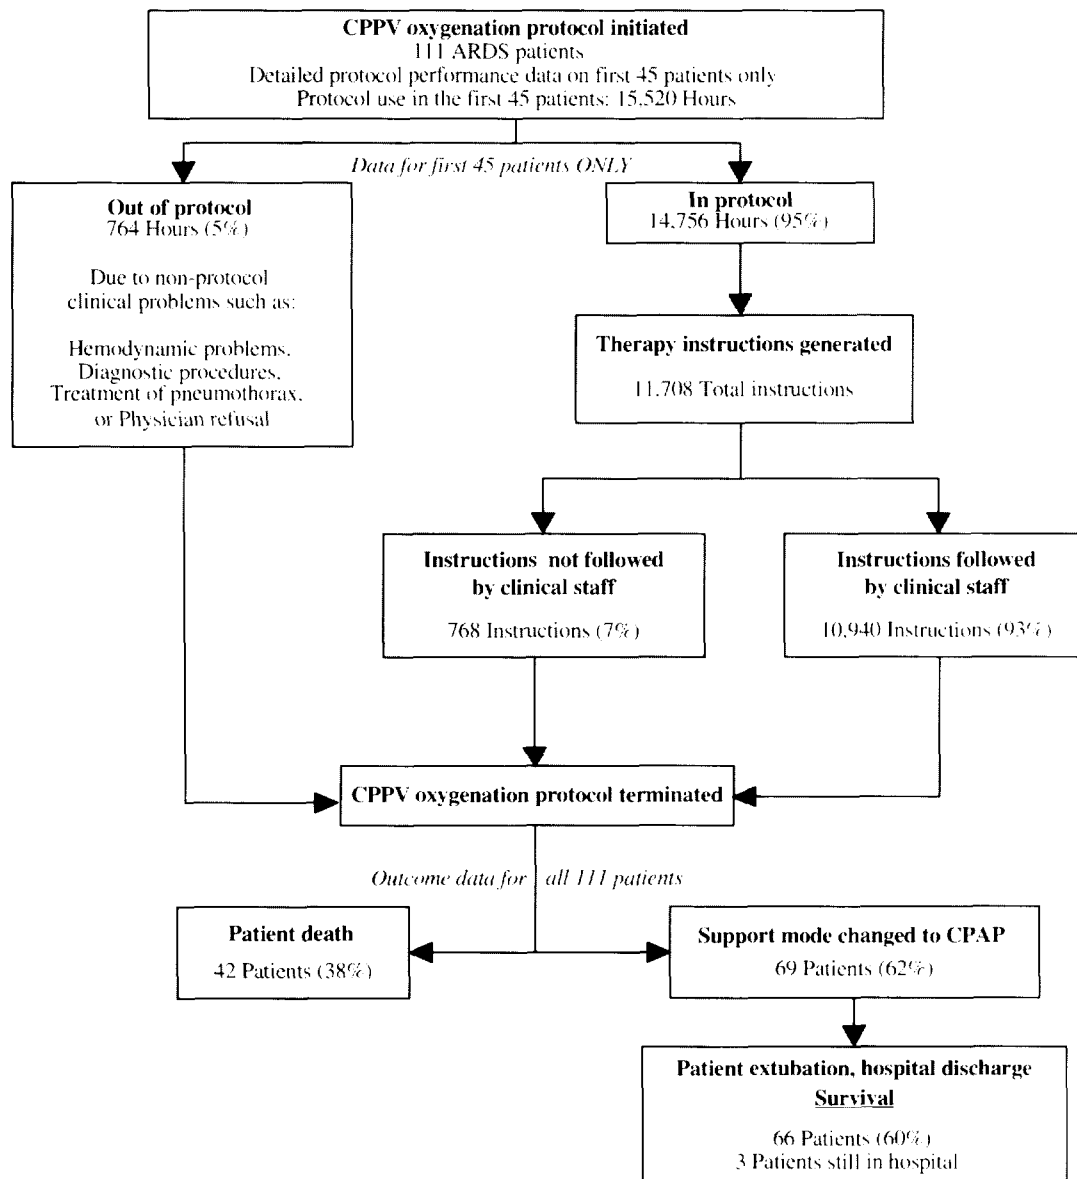 CPPV oxygenation protocol initiated
111 ARDS patients
Detailed protocol performance data on first 45 patients only
Protocol use in the first 45 patients: 15,520 Hours
Data for first 45 patients ONLY
Out of protocol
764 Hours (5%)
Due to non-protocol
clinical problems such as:
Hemodynamic problems,
Diagnostic procedures,
Treatment of pneumothorax,
or Physician refusal
In protocol
14,756 Hours (95%)
Therapy instructions generated
11,708 Total instructions
Instructions not followed
by clinical staff
768 Instructions (7%)
Instructions followed
by clinical staff
10,940 Instructions (93%)
CPPV oxygenation protocol terminated
Outcome data for all 111 patients
Patient death
42 Patients (38%)
Support mode changed to CPAP
69 Patients (62%)
Patient extubation, hospital discharge
Survival
66 Patients (60%)
3 Patients still in hospital